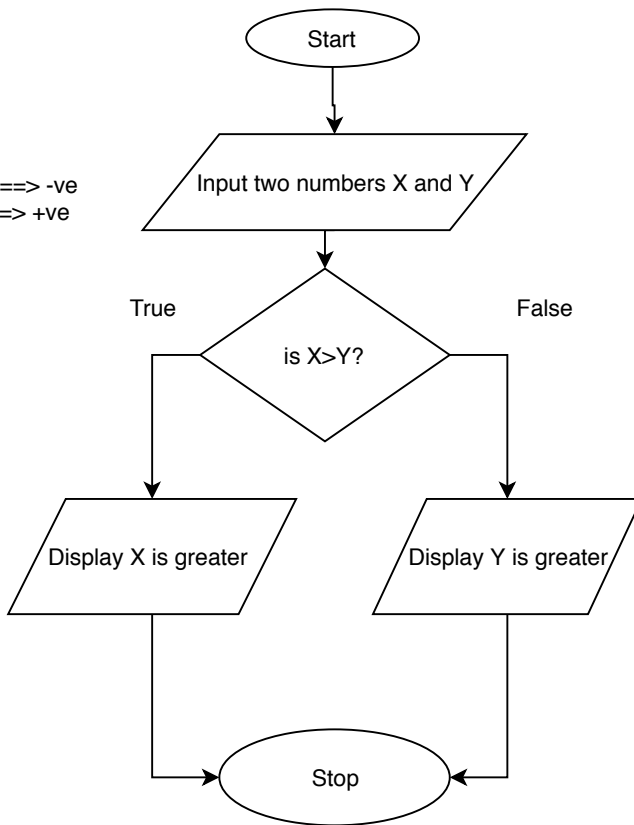 Start
Input two numbers X and Y
==> -ve
=> +ve
True
False
is X>Y?
Display X is greater
Display Y is greater
Stop